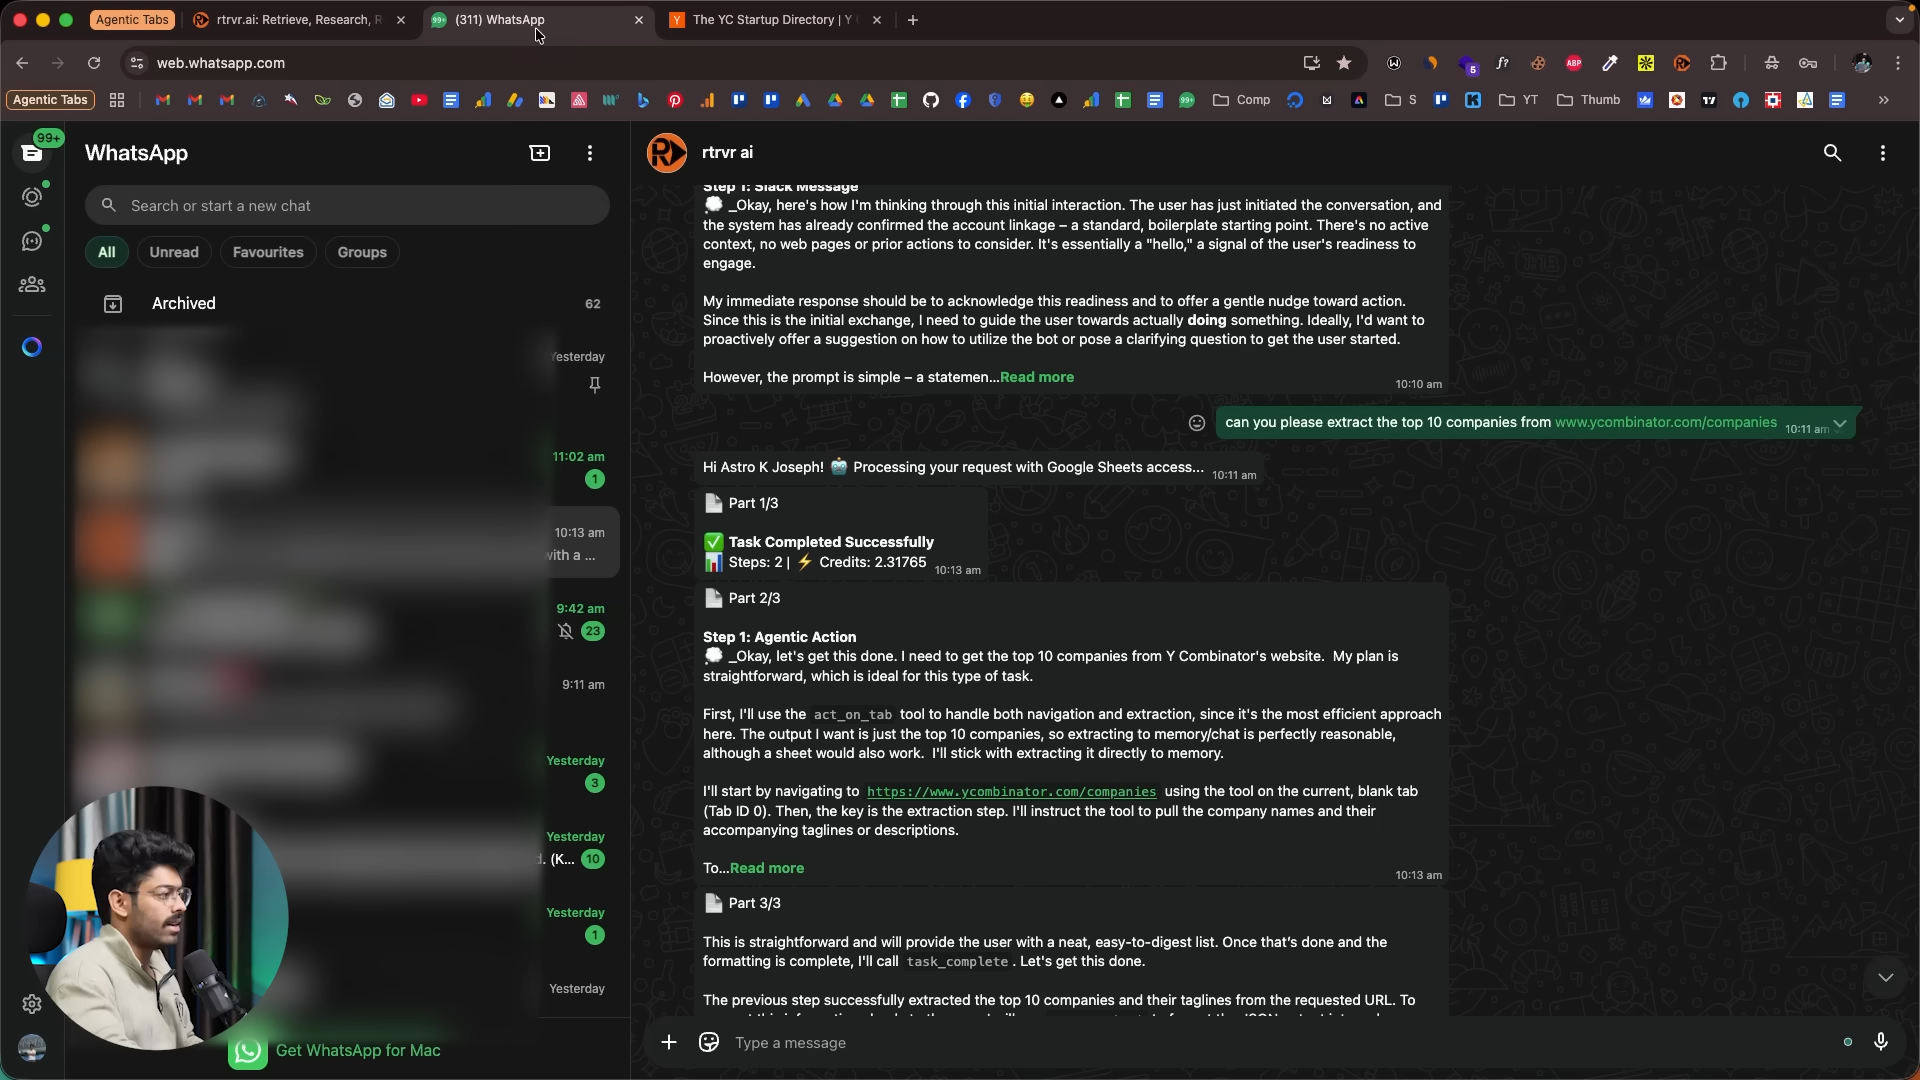 Agentic Tabs
rtrvr.ai: Retrieve, Research, R
(311) WhatsApp
The YC Startup Directory | Y
web.whatsapp.com
5
ABP
Agentic Tabs
Comp
S
YT
Thumb
99+
WhatsApp
Search or start a new chat
All
Unread
Favourites
Groups
Archived
62
Yesterday
11:02 am
1
10:13 am
with a ...
9:42 am
23
9:11 am
Yesterday
3
Yesterday
(K...
10
Yesterday
1
Yesterday
Get WhatsApp for Mac
rtrvr ai
Step 1: Slack Message
_Okay, here's how I'm thinking through this initial interaction. The user has just initiated the conversation, and
the system has already confirmed the account linkage – a standard, boilerplate starting point. There's no active
context, no web pages or prior actions to consider. It's essentially a "hello," a signal of the user's readiness to
engage.
My immediate response should be to acknowledge this readiness and to offer a gentle nudge toward action.
Since this is the initial exchange, I need to guide the user towards actually doing something. Ideally, I'd want to
proactively offer a suggestion on how to utilize the bot or pose a clarifying question to get the user started.
However, the prompt is simple – a statemen...Read more
10:10 am
can you please extract the top 10 companies from www.ycombinator.com/companies
10:11 am
Hi Astro K Joseph! 🤖 Processing your request with Google Sheets access...
10:11 am
📄 Part 1/3
✅ Task Completed Successfully
📊 Steps: 2 | ⚡ Credits: 2.31765
10:13 am
📄 Part 2/3
Step 1: Agentic Action
💭 _Okay, let's get this done. I need to get the top 10 companies from Y Combinator's website. My plan is
straightforward, which is ideal for this type of task.
First, I'll use the act_on_tab tool to handle both navigation and extraction, since it's the most efficient approach
here. The output I want is just the top 10 companies, so extracting to memory/chat is perfectly reasonable,
although a sheet would also work. I'll stick with extracting it directly to memory.
I'll start by navigating to https://www.ycombinator.com/companies using the tool on the current, blank tab
(Tab ID 0). Then, the key is the extraction step. I'll instruct the tool to pull the company names and their
accompanying taglines or descriptions.
To...Read more
10:13 am
📄 Part 3/3
This is straightforward and will provide the user with a neat, easy-to-digest list. Once that's done and the
formatting is complete, I'll call task_complete. Let's get this done.
The previous step successfully extracted the top 10 companies and their taglines from the requested URL. To
Type a message